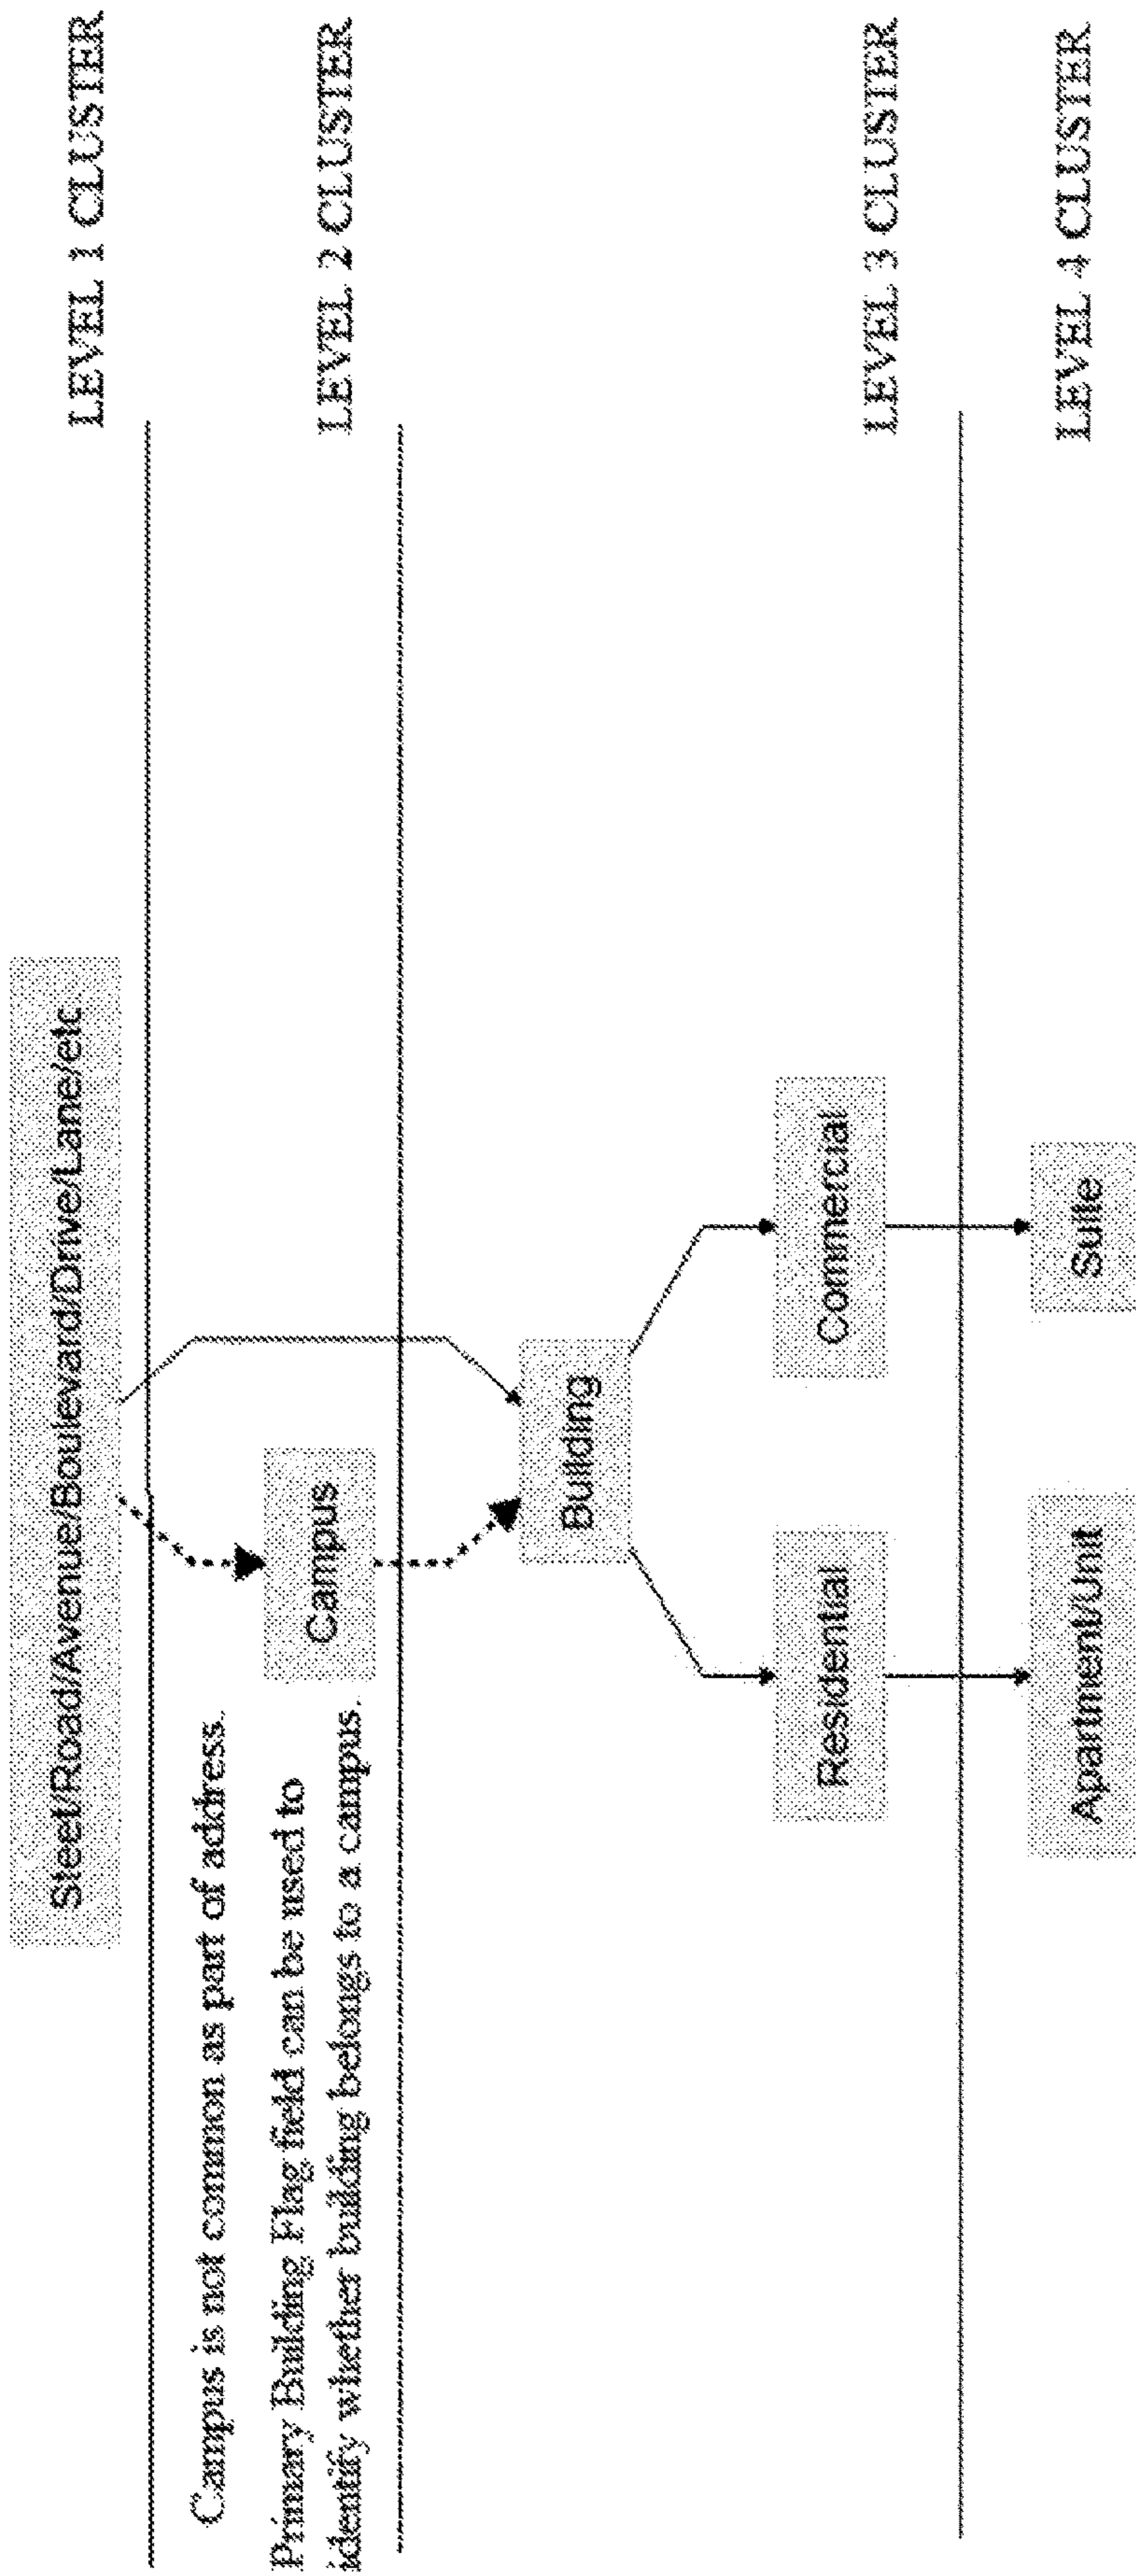 Steet/Road/Avenue/Boulevard/Drive/Lane/etc
LEVEL 1 CLUSTER
Campus is not common as part of address.
Primary Building Flag field can be used to
identify whether building belongs to a campus.
Campus
LEVEL 2 CLUSTER
Building
Residential
Commercial
LEVEL 3 CLUSTER
Apartment/Unit
Suite
LEVEL 4 CLUSTER